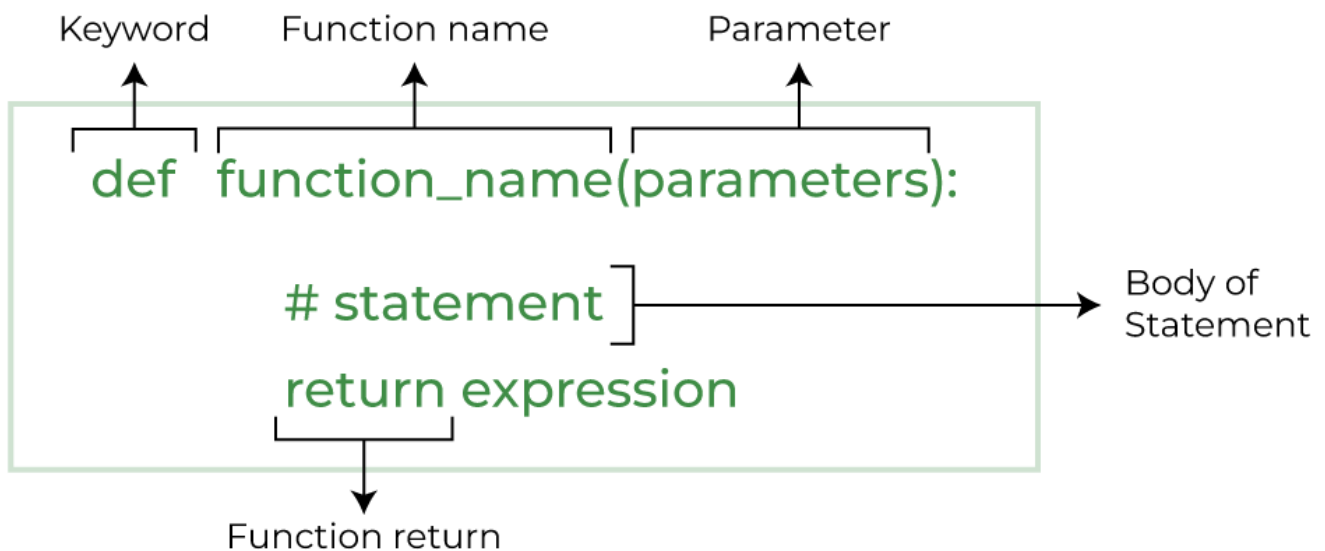 Keyword Function name Parameter
def function_name(parameters):
# statement
Body of
Statement
return expression
Function return